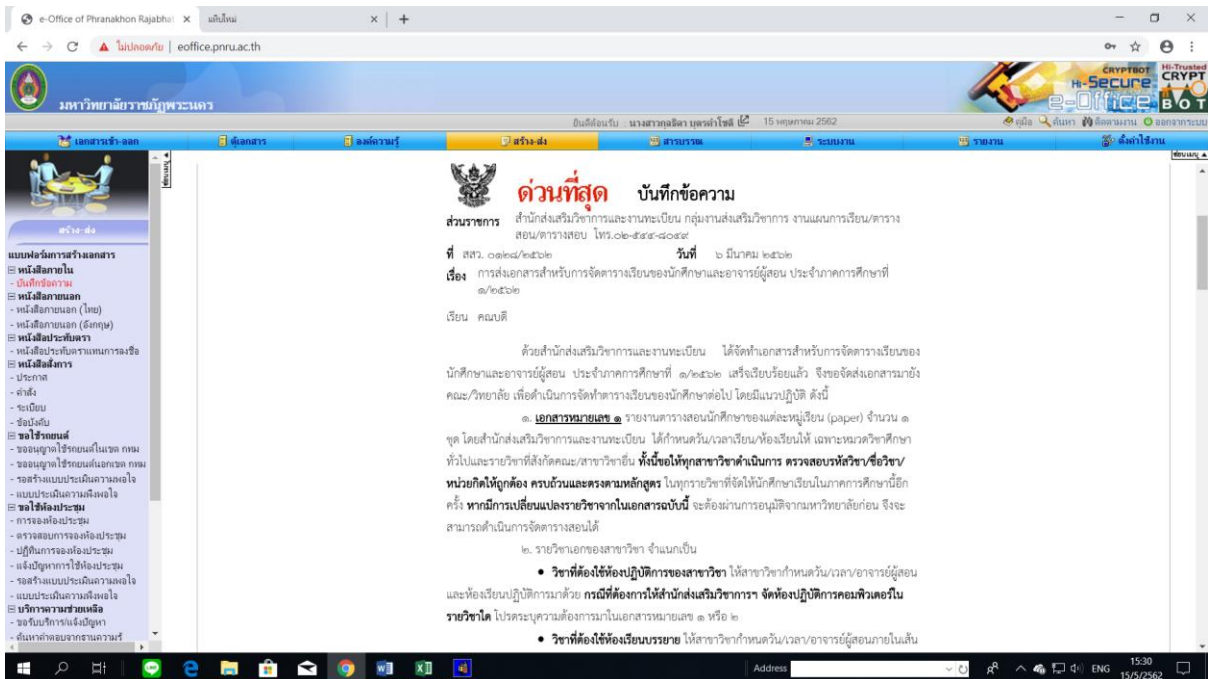 e-Office of Phranakhon Rajabhat
แท็บใหม่
ไม่ปลอดภัย | eoffice.pnru.ac.th
มหาวิทยาลัยราชภัฏพระนคร
CRYPTBOT
Hi-Secure
e-Office
Hi-Trusted
CRYPT
BOT
ยินดีต้อนรับ :
15 พฤษภาคม 2562
คู่มือ ค้นหา ติดตามงาน ออกจากระบบ
เอกสารเข้า-ออก ตู้เอกสาร องค์ความรู้ สร้าง-ส่ง สารบรรณ ระบบงาน รายงาน ตั้งค่าใช้งาน
ซ่อนเมนู
ซ่อนเมนู
สร้าง-ส่ง
แบบฟอร์มการสร้างเอกสาร
หนังสือภายใน
- บันทึกข้อความ
หนังสือภายนอก
- หนังสือภายนอก (ไทย)
- หนังสือภายนอก (อังกฤษ)
หนังสือประทับตรา
- หนังสือประทับตราแทนการลงชื่อ
หนังสือสั่งการ
- ประกาศ
- คำสั่ง
- ระเบียบ
- ข้อบังคับ
ขอใช้รถยนต์
- ขออนุญาตใช้รถยนต์ในเขต กทม
- ขออนุญาตใช้รถยนต์นอกเขต กทม
- รอสร้างแบบประเมินความพอใจ
- แบบประเมินความพึงพอใจ
ขอใช้ห้องประชุม
- การจองห้องประชุม
- ตรวจสอบการจองห้องประชุม
- ปฏิทินการจองห้องประชุม
- แจ้งปัญหาการใช้ห้องประชุม
- รอสร้างแบบประเมินความพอใจ
- แบบประเมินความพึงพอใจ
บริการความช่วยเหลือ
- ขอรับบริการ/แจ้งปัญหา
- ค้นหาคำตอบจากฐานความรู้
ด่วนที่สุด บันทึกข้อความ
ส่วนราชการ สำนักส่งเสริมวิชาการและงานทะเบียน กลุ่มงานส่งเสริมวิชาการ งานแผนการเรียน/ตาราง
สอน/ตารางสอบ โทร.๐๒-๕๔๔-๘๐๔๙
ที่ สสว. ๐๑๒๘/๒๕๖๒ วันที่ ๖ มีนาคม ๒๕๖๒
เรื่อง การส่งเอกสารสำหรับการจัดตารางเรียนของนักศึกษาและอาจารย์ผู้สอน ประจำภาคการศึกษาที่
๑/๒๕๖๒
เรียน คณบดี
ด้วยสำนักส่งเสริมวิชาการและงานทะเบียน ได้จัดทำเอกสารสำหรับการจัดตารางเรียนของ
นักศึกษาและอาจารย์ผู้สอน ประจำภาคการศึกษาที่ ๑/๒๕๖๒ เสร็จเรียบร้อยแล้ว จึงขอจัดส่งเอกสารมายัง
คณะ/วิทยาลัย เพื่อดำเนินการจัดทำตารางเรียนของนักศึกษาต่อไป โดยมีแนวปฏิบัติ ดังนี้
๑. เอกสารหมายเลข ๑ รายงานตารางสอนนักศึกษาของแต่ละหมู่เรียน (paper) จำนวน ๑
ชุด โดยสำนักส่งเสริมวิชาการและงานทะเบียน ได้กำหนดวัน/เวลาเรียน/ห้องเรียนให้ เฉพาะหมวดวิชาศึกษา
ทั่วไปและรายวิชาที่สังกัดคณะ/สาขาวิชาอื่น ทั้งนี้ขอให้ทุกสาขาวิชาดำเนินการ ตรวจสอบรหัสวิชา/ชื่อวิชา/
หน่วยกิตให้ถูกต้อง ครบถ้วนและตรงตามหลักสูตร ในทุกรายวิชาที่จัดให้นักศึกษาเรียนในภาคการศึกษานี้อีก
ครั้ง หากมีการเปลี่ยนแปลงรายวิชาจากในเอกสารฉบับนี้ จะต้องผ่านการอนุมัติจากมหาวิทยาลัยก่อน จึงจะ
สามารถดำเนินการจัดตารางสอนได้
๒. รายวิชาเอกของสาขาวิชา จำแนกเป็น
• วิชาที่ต้องใช้ห้องปฏิบัติการของสาขาวิชา ให้สาขาวิชากำหนดวัน/เวลา/อาจารย์ผู้สอน
และห้องเรียนปฏิบัติการมาด้วย กรณีที่ต้องการให้สำนักส่งเสริมวิชาการฯ จัดห้องปฏิบัติการคอมพิวเตอร์ใน
รายวิชาใด โปรดระบุความต้องการมาในเอกสารหมายเลข ๑ หรือ ๒
• วิชาที่ต้องใช้ห้องเรียนบรรยาย ให้สาขาวิชากำหนดวัน/เวลา/อาจารย์ผู้สอนภายในเส้น
Address
ENG
15:30
15/5/2562